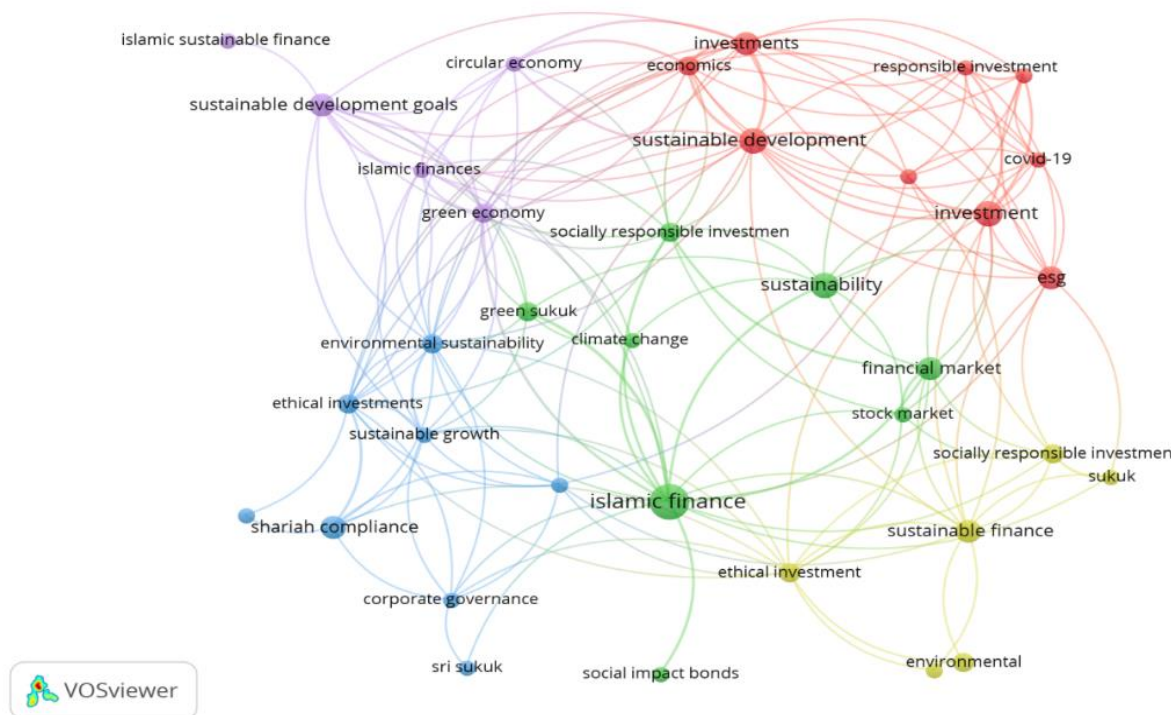 islamic sustainable finance
investments
circular economy
economics
responsible investment
sustainable development goals
sustainable development
covid-19
islamic finances
green economy
investment
socially responsible investmen
sustainability
esg
green sukuk
environmental sustainability
climate change
financial market
ethical investments
stock market
sustainable growth
socially responsible investmen
sukuk
islamic finance
shariah compliance
sustainable finance
ethical investment
corporate governance
sri sukuk
social impact bonds
environmental
VOSviewer